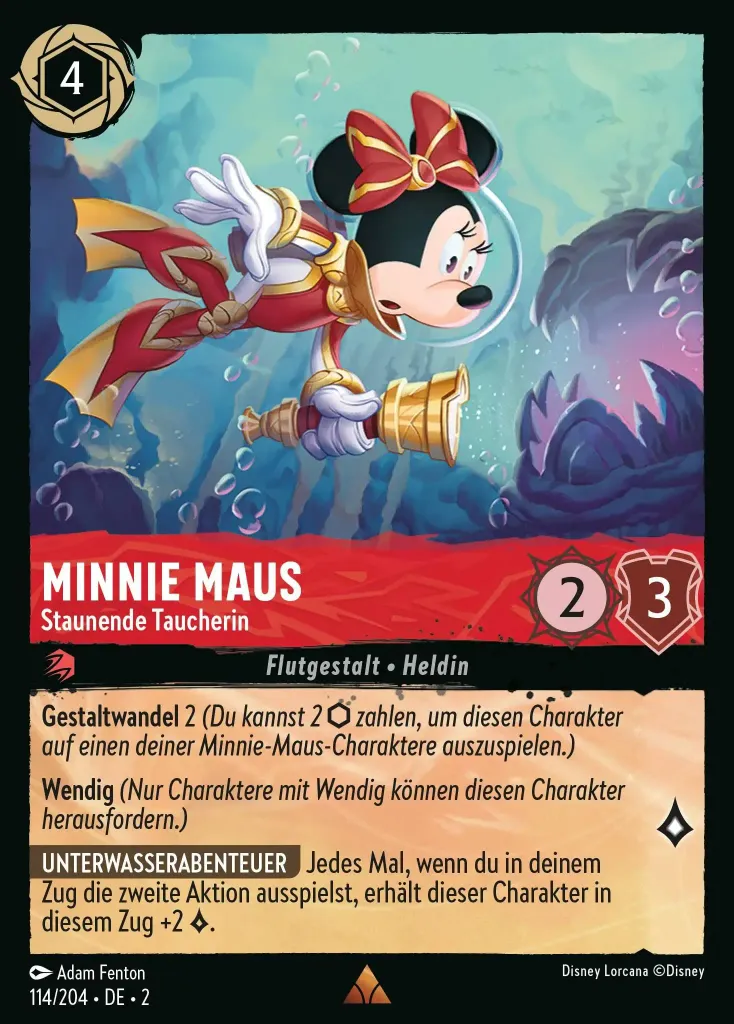 4
MINNIE MAUS
Staunende Taucherin
2
3
Flutgestalt • Heldin
Gestaltwandel 2 (Du kannst 2 ⬡ zahlen, um diesen Charakter
auf einen deiner Minnie-Maus-Charaktere auszuspielen.)
Wendig (Nur Charaktere mit Wendig können diesen Charakter
herausfordern.)
UNTERWASSERABENTEUER Jedes Mal, wenn du in deinem
Zug die zweite Aktion ausspielst, erhält dieser Charakter in
diesem Zug +2 ◊.
Adam Fenton
Disney Lorcana ©Disney
114/204 • DE • 2